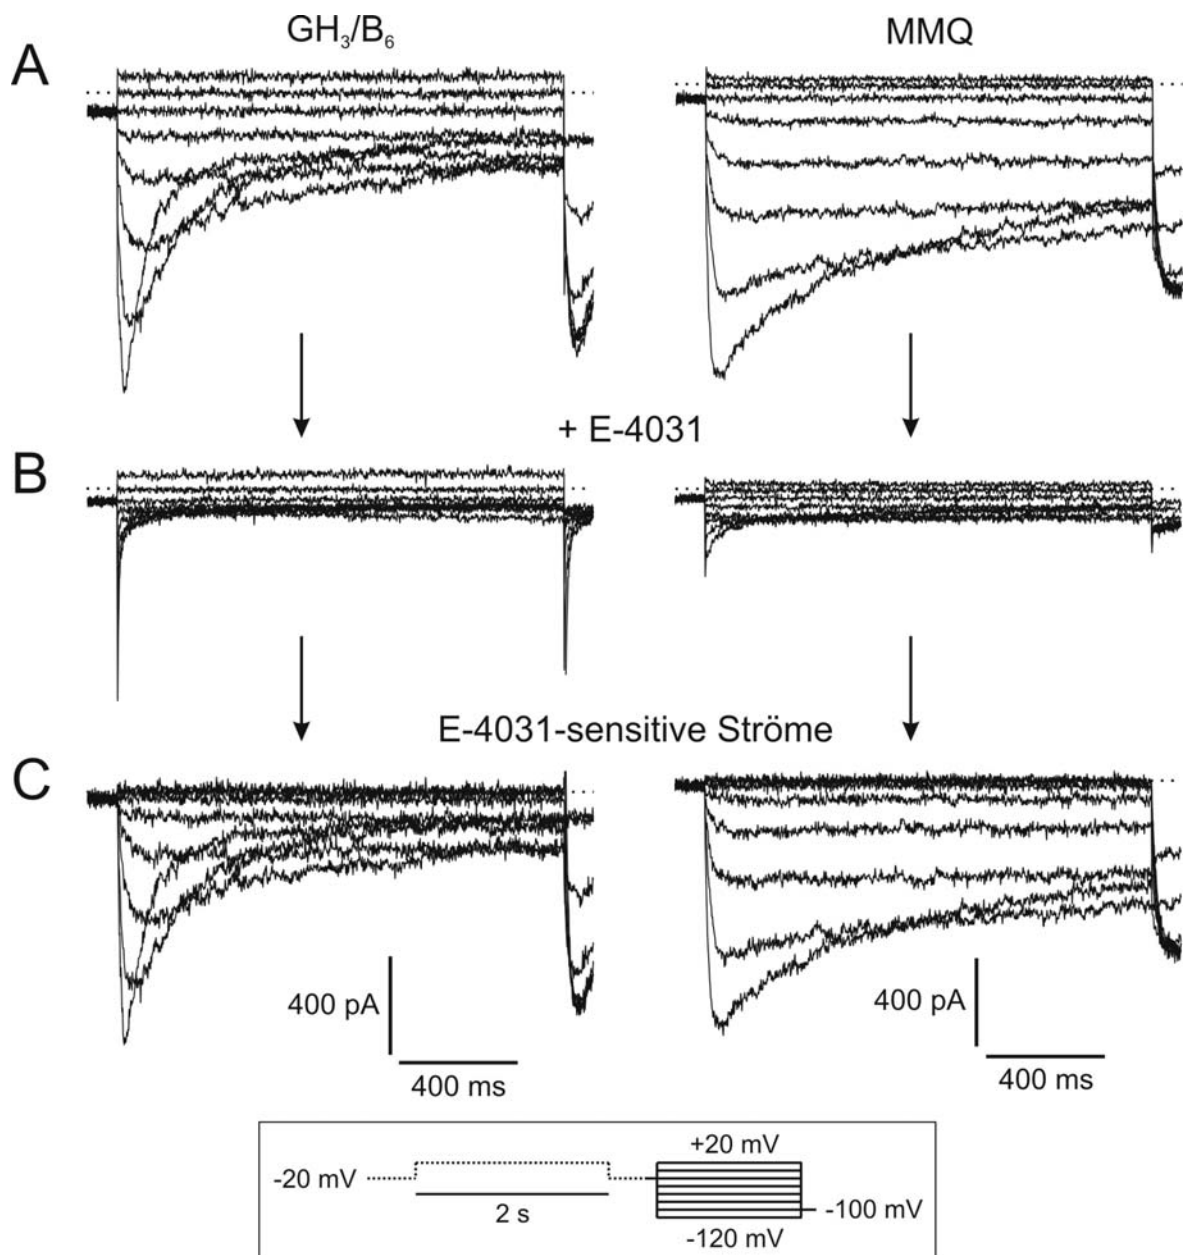 GH₃/B₆ MMQ
A
+ E-4031
B
E-4031-sensitive Ströme
C
400 pA 400 pA
400 ms 400 ms
+20 mV
-20 mV
-100 mV
2 s
-120 mV